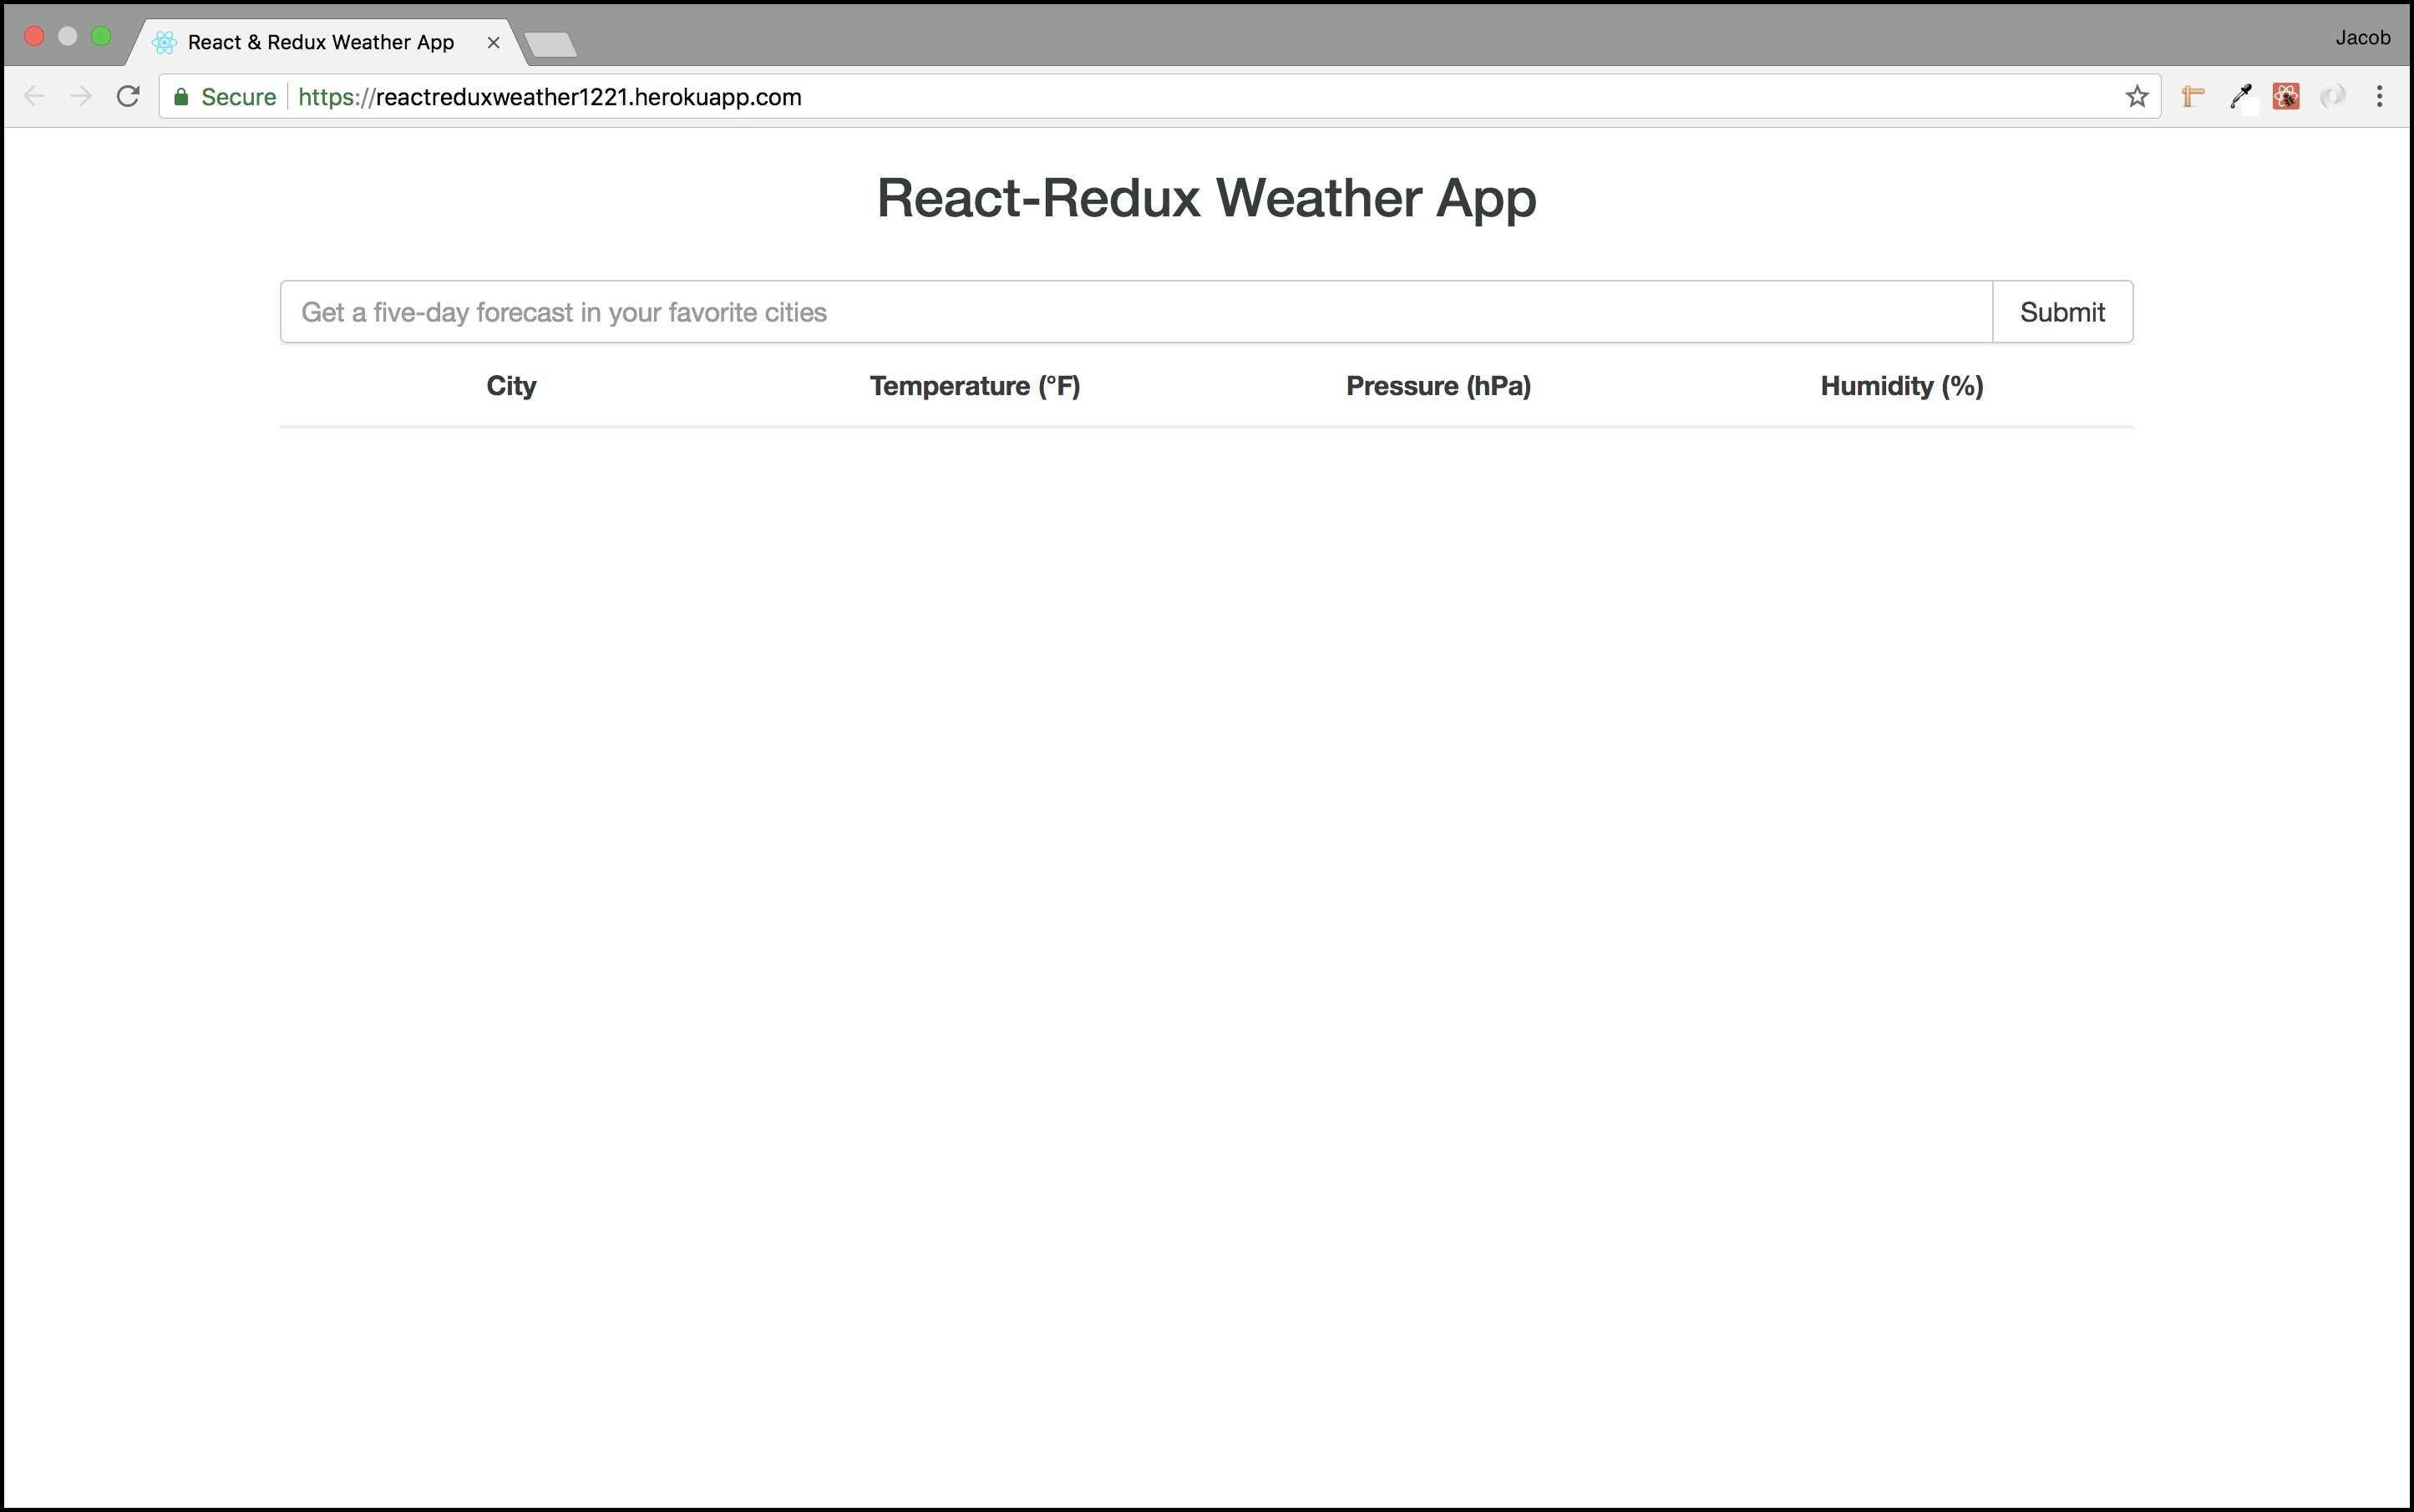 React & Redux Weather App
Jacob
Secure https://reactreduxweather1221.herokuapp.com
React-Redux Weather App
Get a five-day forecast in your favorite cities Submit
City Temperature (°F) Pressure (hPa) Humidity (%)